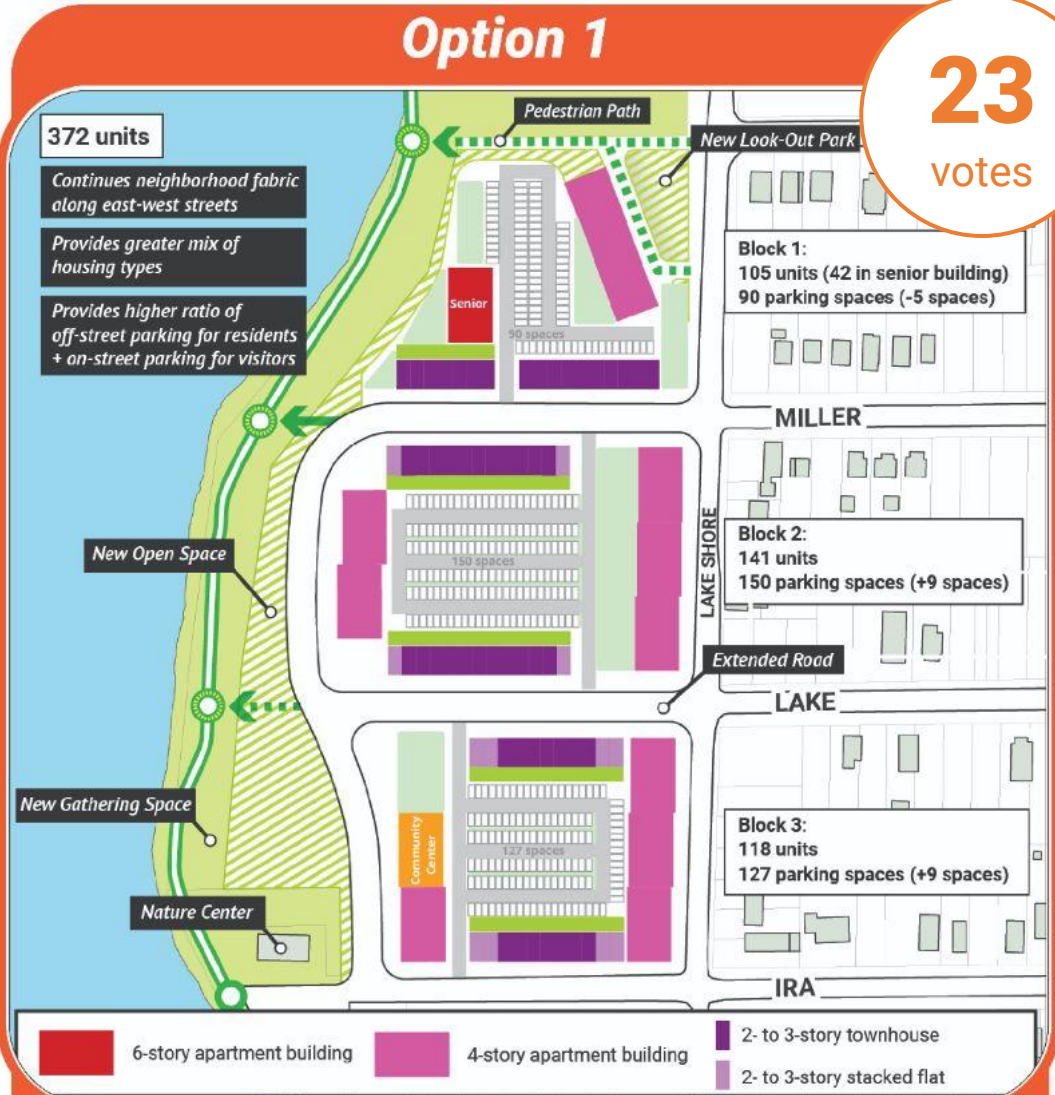 Option 1
23
votes
372 units
Continues neighborhood fabric
along east-west streets
Provides greater mix of
housing types
Provides higher ratio of
off-street parking for residents
+ on-street parking for visitors
Pedestrian Path
New Look-Out Park
Senior
90 spaces
Block 1:
105 units (42 in senior building)
90 parking spaces (-5 spaces)
MILLER
New Open Space
150 spaces
LAKE SHORE
Block 2:
141 units
150 parking spaces (+9 spaces)
Extended Road
LAKE
New Gathering Space
Community
Center
127 spaces
Block 3:
118 units
127 parking spaces (+9 spaces)
Nature Center
IRA
6-story apartment building
4-story apartment building
2- to 3-story townhouse
2- to 3-story stacked flat